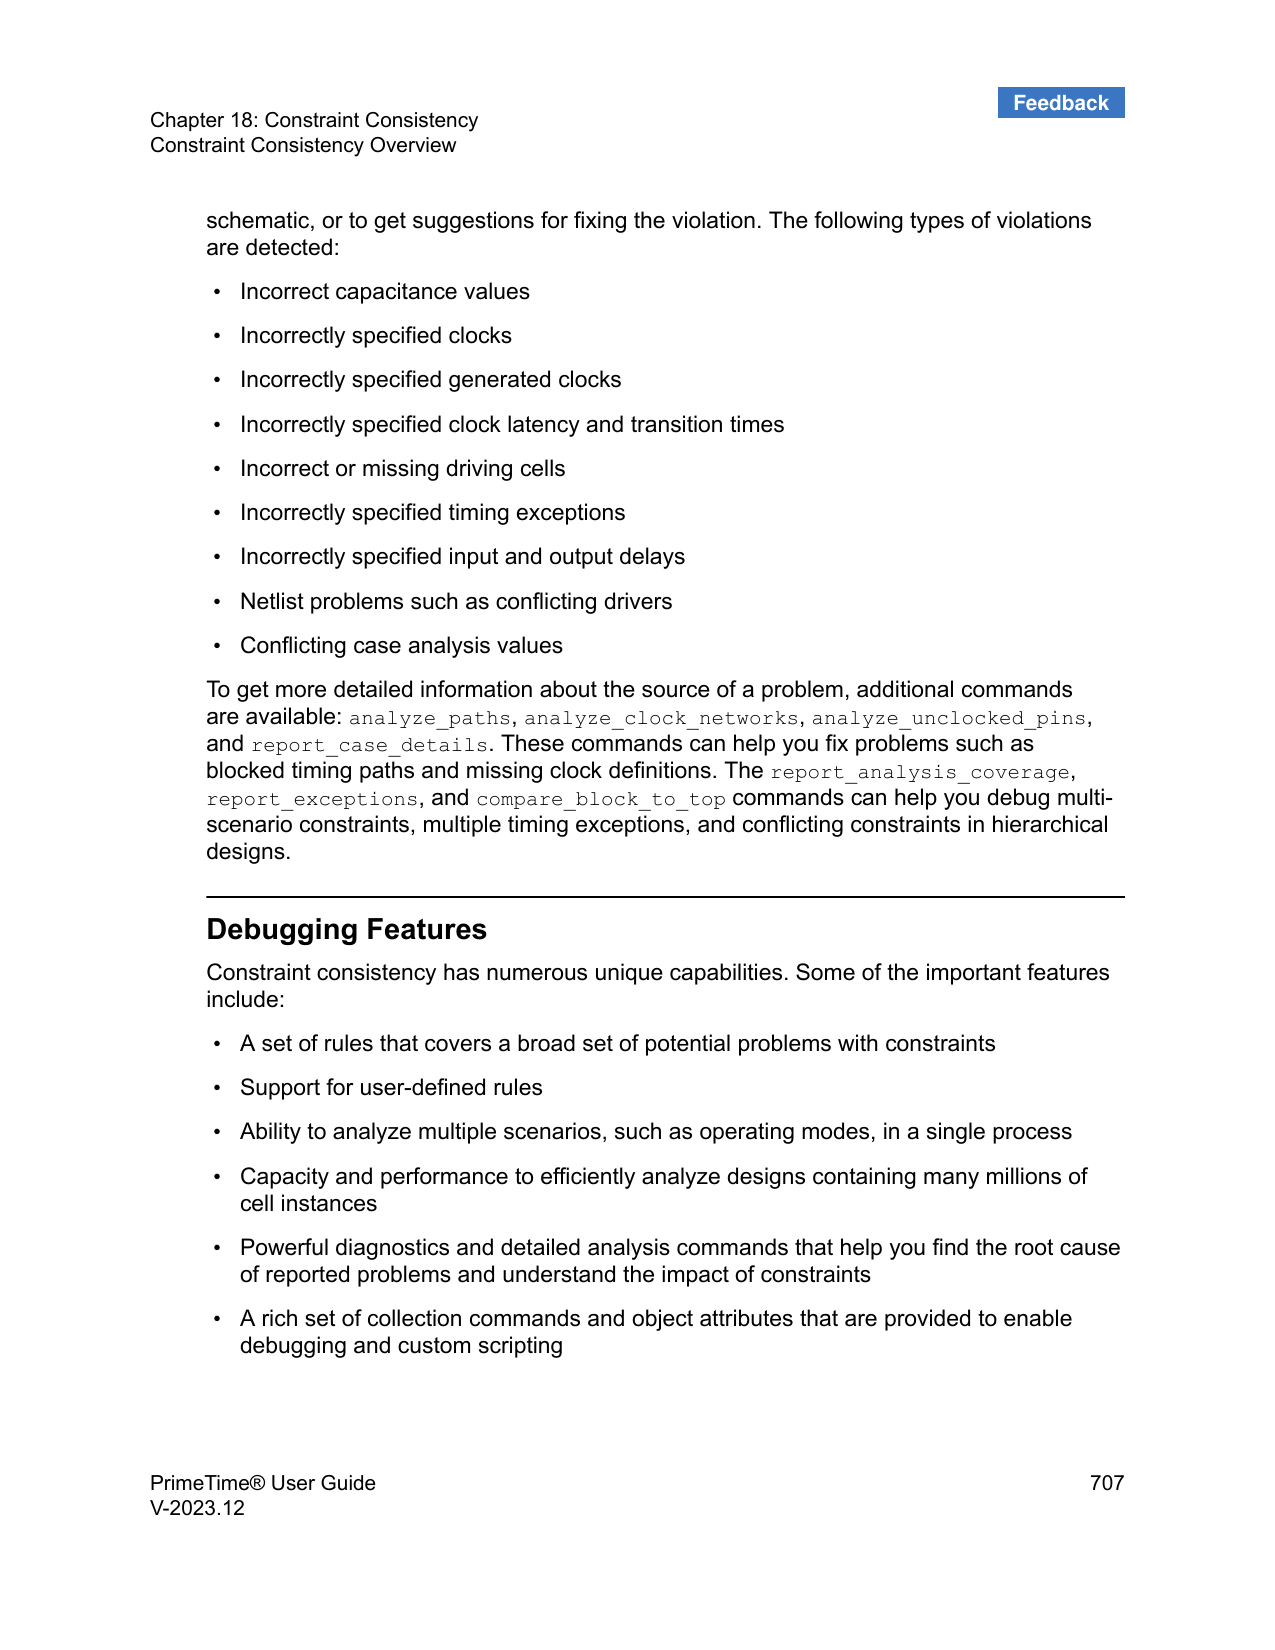 Feedback
Chapter 18: Constraint Consistency
Constraint Consistency Overview
schematic, or to get suggestions for fixing the violation. The following types of violations
are detected:
• Incorrect capacitance values
• Incorrectly specified clocks
• Incorrectly specified generated clocks
• Incorrectly specified clock latency and transition times
• Incorrect or missing driving cells
• Incorrectly specified timing exceptions
• Incorrectly specified input and output delays
• Netlist problems such as conflicting drivers
• Conflicting case analysis values
To get more detailed information about the source of a problem, additional commands
are available: analyze_paths, analyze_clock_networks, analyze_unclocked_pins,
and report_case_details. These commands can help you fix problems such as
blocked timing paths and missing clock definitions. The report_analysis_coverage,
report_exceptions, and compare_block_to_top commands can help you debug multi-
scenario constraints, multiple timing exceptions, and conflicting constraints in hierarchical
designs.
Debugging Features
Constraint consistency has numerous unique capabilities. Some of the important features
include:
• A set of rules that covers a broad set of potential problems with constraints
• Support for user-defined rules
• Ability to analyze multiple scenarios, such as operating modes, in a single process
• Capacity and performance to efficiently analyze designs containing many millions of
cell instances
• Powerful diagnostics and detailed analysis commands that help you find the root cause
of reported problems and understand the impact of constraints
• A rich set of collection commands and object attributes that are provided to enable
debugging and custom scripting
PrimeTime® User Guide 707
V-2023.12